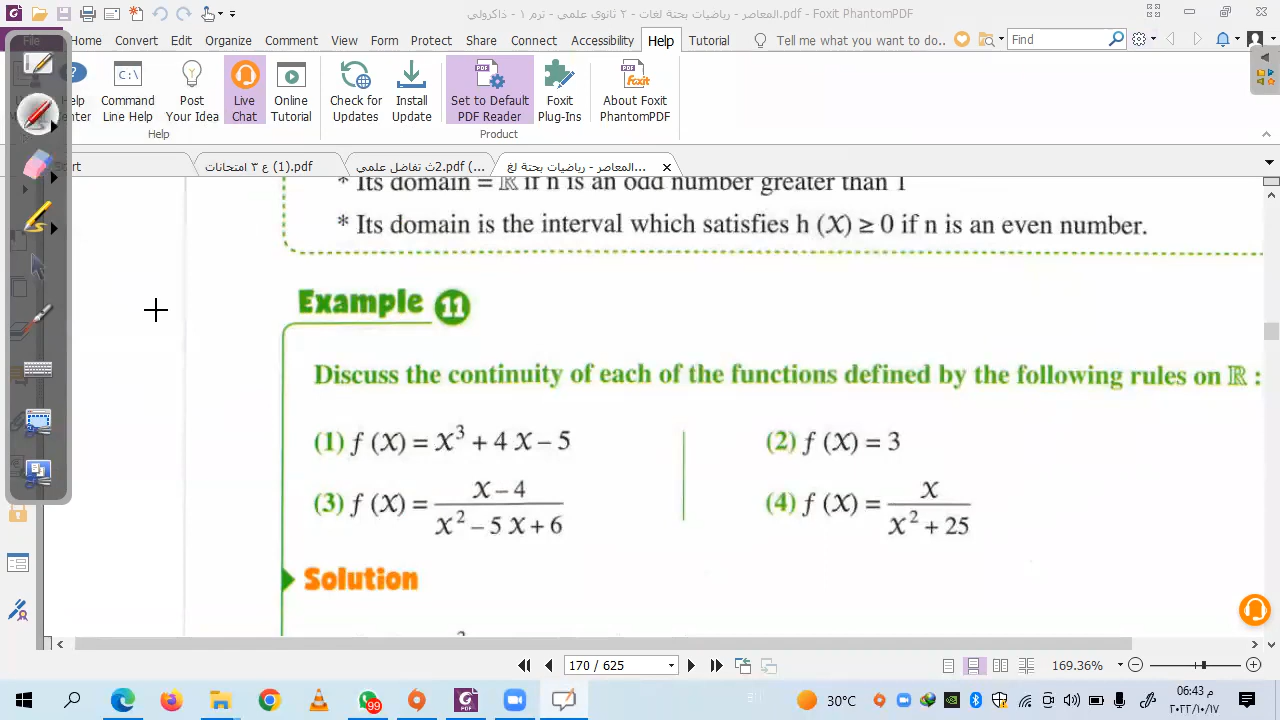 المعاصر - رياضيات بحتة لغات - ٢ ثانوي علمي - ترم ١ - ذاكرولي.pdf - Foxit PhantomPDF
File Home Convert Edit Organize Comment View Form Protect Share Connect Accessibility Help Tutorial Tell me what you want to do.. Find
Help Center
Command Line Help
Post Your Idea
Live Chat
Online Tutorial
Check for Updates
Install Update
Set to Default PDF Reader
Foxit Plug-Ins
About Foxit PhantomPDF
Help
Product
Start
ع ٣ امتحانات (1).pdf
2ث تفاضل علمي.pdf (...
المعاصر - رياضيات بحتة لغ...
* Its domain = ℝ if n is an odd number greater than 1
* Its domain is the interval which satisfies h (X) ≥ 0 if n is an even number.
Example 11
Discuss the continuity of each of the functions defined by the following rules on ℝ :
(1) f (X) = X³ + 4 X – 5
(2) f (X) = 3
(3) f (X) = (X – 4) / (X² – 5 X + 6)
(4) f (X) = X / (X² + 25)
Solution
170 / 625
169.36%
99
30°C
06:43 م
٢٠٢٢/١٠/١٧